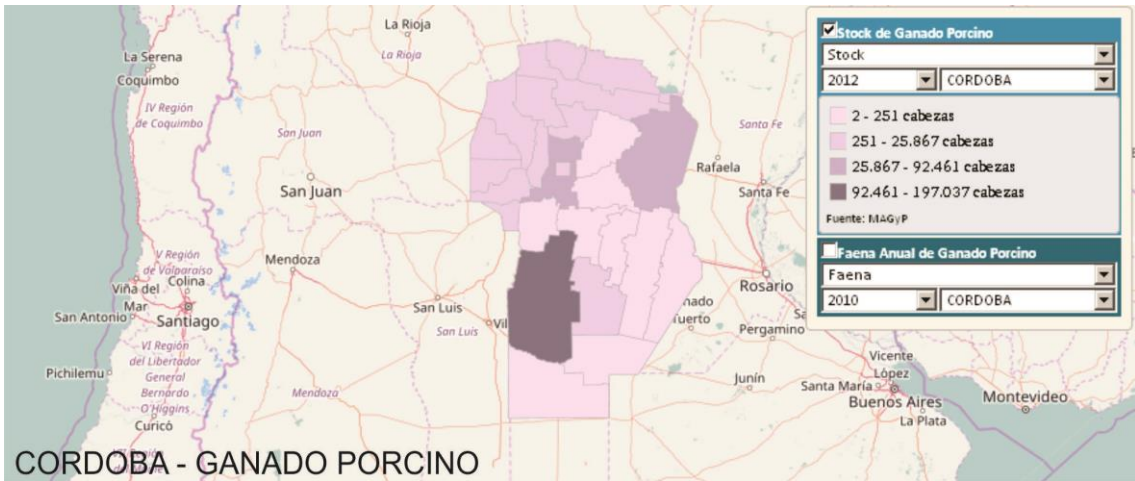 La Rioja
La Rioja
La Serena
Coquimbo
IV Región
de Coquimbo
San Juan
San Juan
Santa Fe
Rafaela
Santa Fe
V Región
de Valparaíso
Colina
Viña del
Mar
San Antonio
Santiago
Mendoza
San Luis
San Luis
Vil
Rosario
nado
uerto
Pergamino
Sa
VI Región
del Libertador
General
Bernardo
O'Higgins
Pichilemu
Curicó
Mendoza
Junín
Vicente
López
Santa María
Buenos Aires
La Plata
Montevideo
CORDOBA - GANADO PORCINO
Stock de Ganado Porcino
Stock
2012 CORDOBA
2 - 251 cabezas
251 - 25.867 cabezas
25.867 - 92.461 cabezas
92.461 - 197.037 cabezas
Fuente: MAGyP
Faena Anual de Ganado Porcino
Faena
2010 CORDOBA